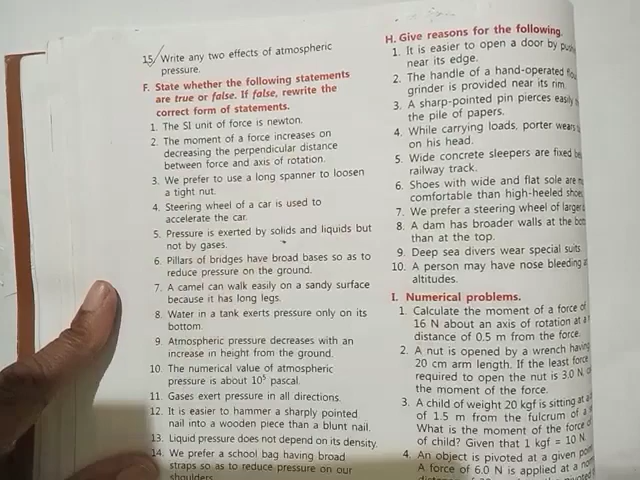 15. Write any two effects of atmospheric
pressure.
F. State whether the following statements
are true or false. If false, rewrite the
correct form of statements.
1. The SI unit of force is newton.
2. The moment of a force increases on
decreasing the perpendicular distance
between force and axis of rotation.
3. We prefer to use a long spanner to loosen
a tight nut.
4. Steering wheel of a car is used to
accelerate the car.
5. Pressure is exerted by solids and liquids but
not by gases.
6. Pillars of bridges have broad bases so as to
reduce pressure on the ground.
7. A camel can walk easily on a sandy surface
because it has long legs.
8. Water in a tank exerts pressure only on its
bottom.
9. Atmospheric pressure decreases with an
increase in height from the ground.
10. The numerical value of atmospheric
pressure is about 10⁵ pascal.
11. Gases exert pressure in all directions.
12. It is easier to hammer a sharply pointed
nail into a wooden piece than a blunt nail.
13. Liquid pressure does not depend on its density.
14. We prefer a school bag having broad
straps so as to reduce pressure on our
shoulders.
H. Give reasons for the following.
1. It is easier to open a door by
near its edge.
2. The handle of a hand-operated
grinder is provided near its rim.
3. A sharp-pointed pin pierces easily
the pile of papers.
4. While carrying loads, porter wears
on his head.
5. Wide concrete sleepers are fixed
railway track.
6. Shoes with wide and flat sole are
comfortable than high-heeled shoes
7. We prefer a steering wheel of larger
8. A dam has broader walls at the
than at the top.
9. Deep sea divers wear special suits.
10. A person may have nose bleeding
altitudes.
I. Numerical problems.
1. Calculate the moment of a force of
16 N about an axis of rotation at a
distance of 0.5 m from the force.
2. A nut is opened by a wrench having
20 cm arm length. If the least force
required to open the nut is 3.0 N,
the moment of the force.
3. A child of weight 20 kgf is sitting at
of 1.5 m from the fulcrum of a
What is the moment of the force
of child? Given that 1 kgf = 10 N.
4. An object is pivoted at a given
A force of 6.0 N is applied at a